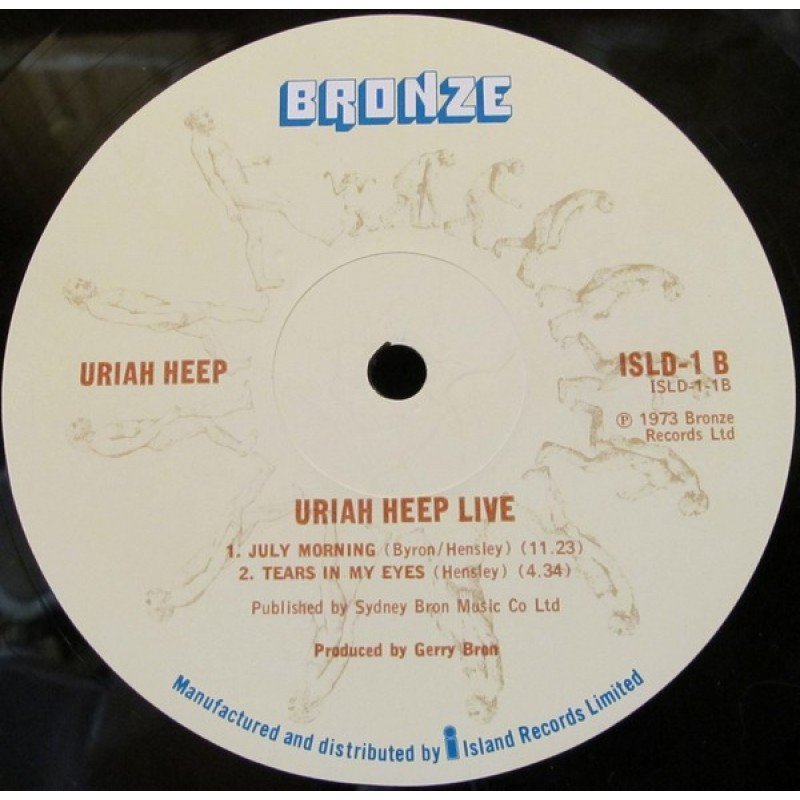 BRONZE
URIAH HEEP
ISLD-1 B
ISLD-1-1B
℗ 1973 Bronze
Records Ltd
URIAH HEEP LIVE
1. JULY MORNING (Byron/Hensley) (11.23)
2. TEARS IN MY EYES (Hensley) (4.34)
Published by Sydney Bron Music Co Ltd
Produced by Gerry Bron
Manufactured and distributed by i Island Records Limited